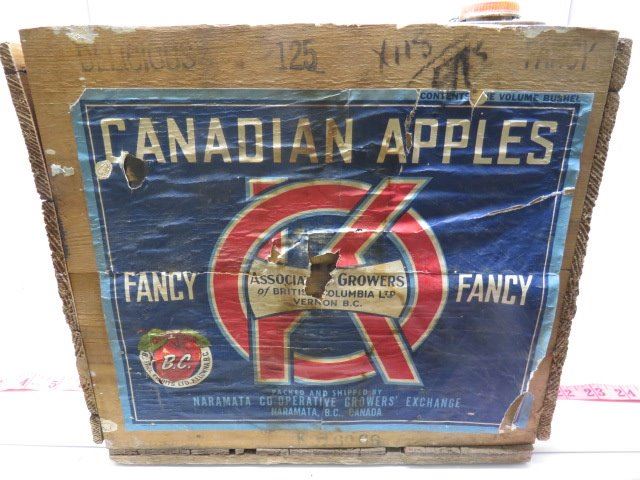 DELICIOUS 125 FANCY
CONTENTS ONE VOLUME BUSHEL
CANADIAN APPLES
FANCY
ASSOCIATED GROWERS
OF BRITISH COLUMBIA LTD
VERNON B.C.
FANCY
B.C.
PACKED AND SHIPPED BY
NARAMATA CO-OPERATIVE GROWERS' EXCHANGE
NARAMATA, B.C. CANADA